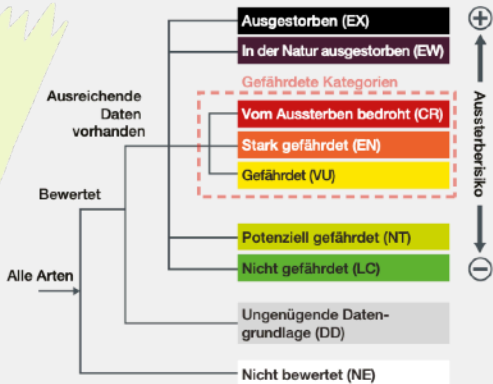 Ausgestorben (EX)
In der Natur ausgestorben (EW)
Gefährdete Kategorien
Ausreichende
Daten
vorhanden
Vom Aussterben bedroht (CR)
Stark gefährdet (EN)
Gefährdet (VU)
Aussterberisiko
Bewertet
Potenziell gefährdet (NT)
Nicht gefährdet (LC)
Alle Arten
Ungenügende Daten-
grundlage (DD)
Nicht bewertet (NE)